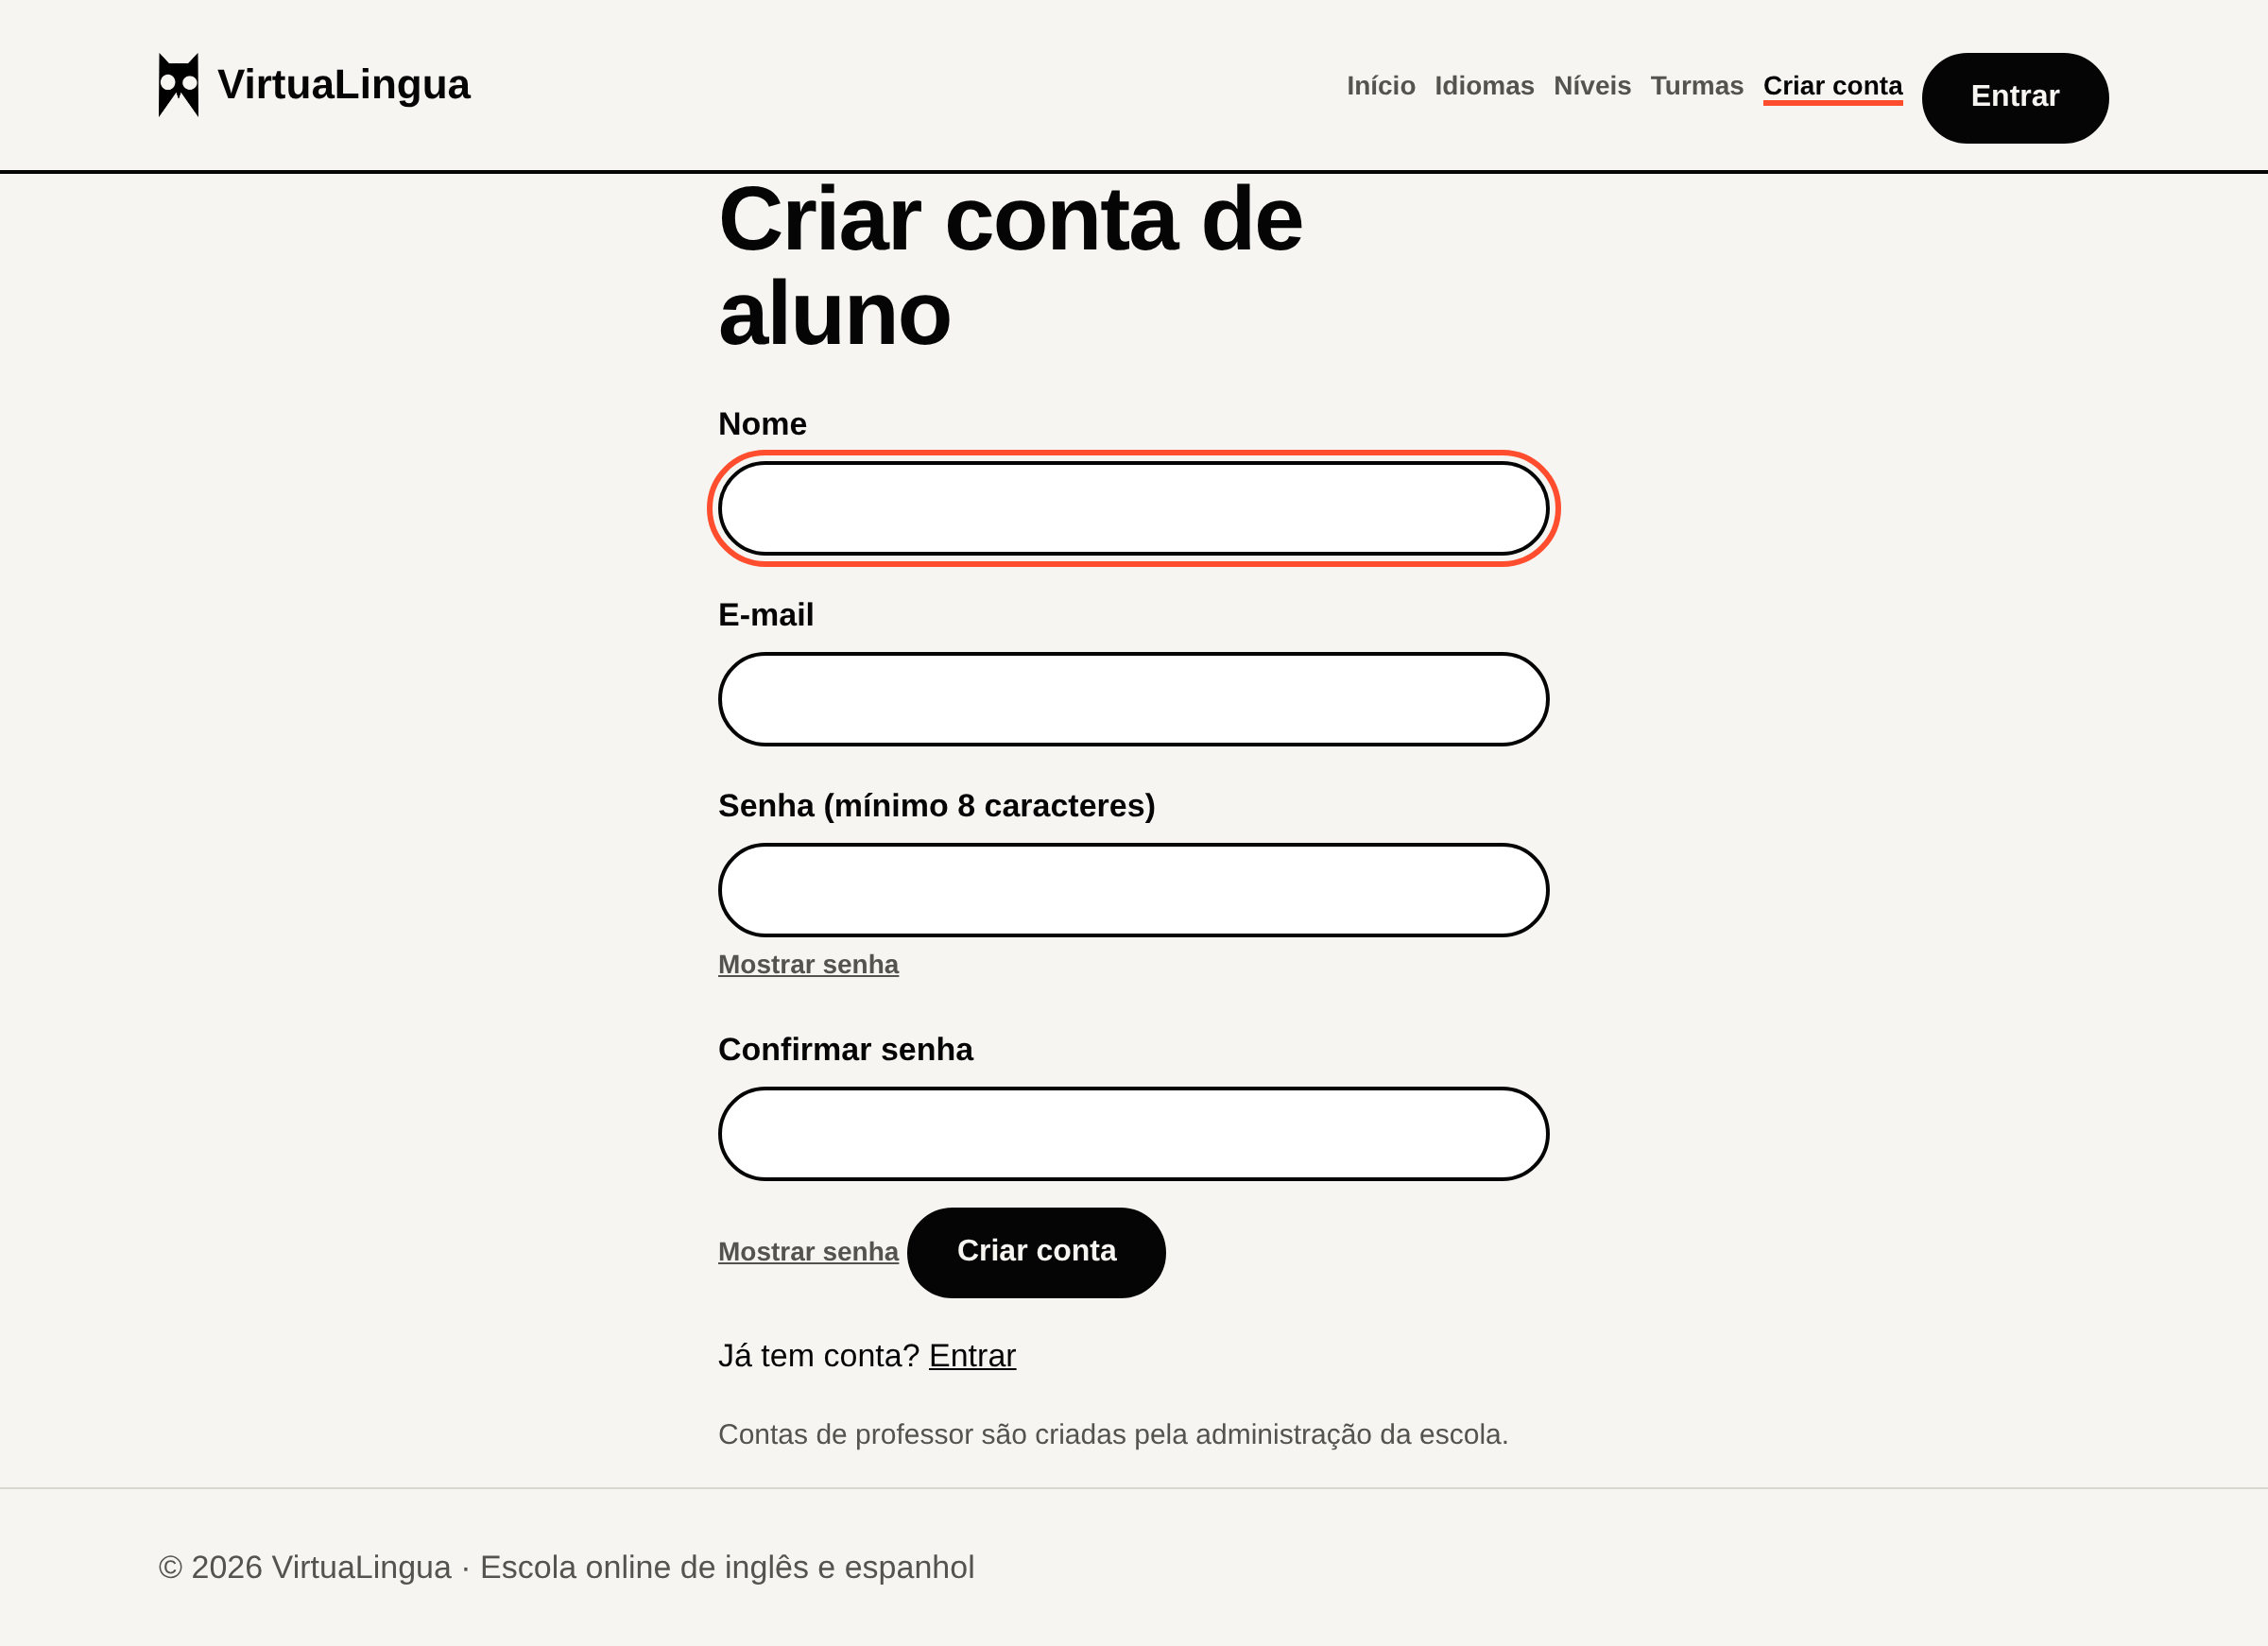 VirtuaLingua
Início Idiomas Níveis Turmas Criar conta Entrar
Criar conta de
aluno
Nome
E-mail
Senha (mínimo 8 caracteres)
Mostrar senha
Confirmar senha
Mostrar senha Criar conta
Já tem conta? Entrar
Contas de professor são criadas pela administração da escola.
© 2026 VirtuaLingua · Escola online de inglês e espanhol